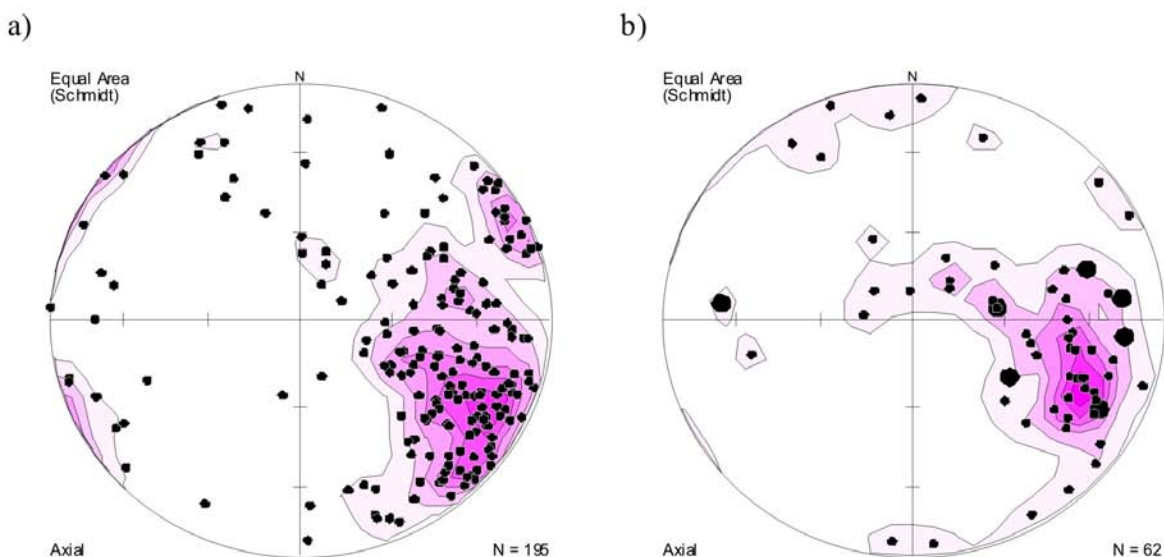 a)
Equal Area
(Schmidt)
N
Axial
N = 195
b)
Equal Area
(Schmidt)
N
Axial
N = 62